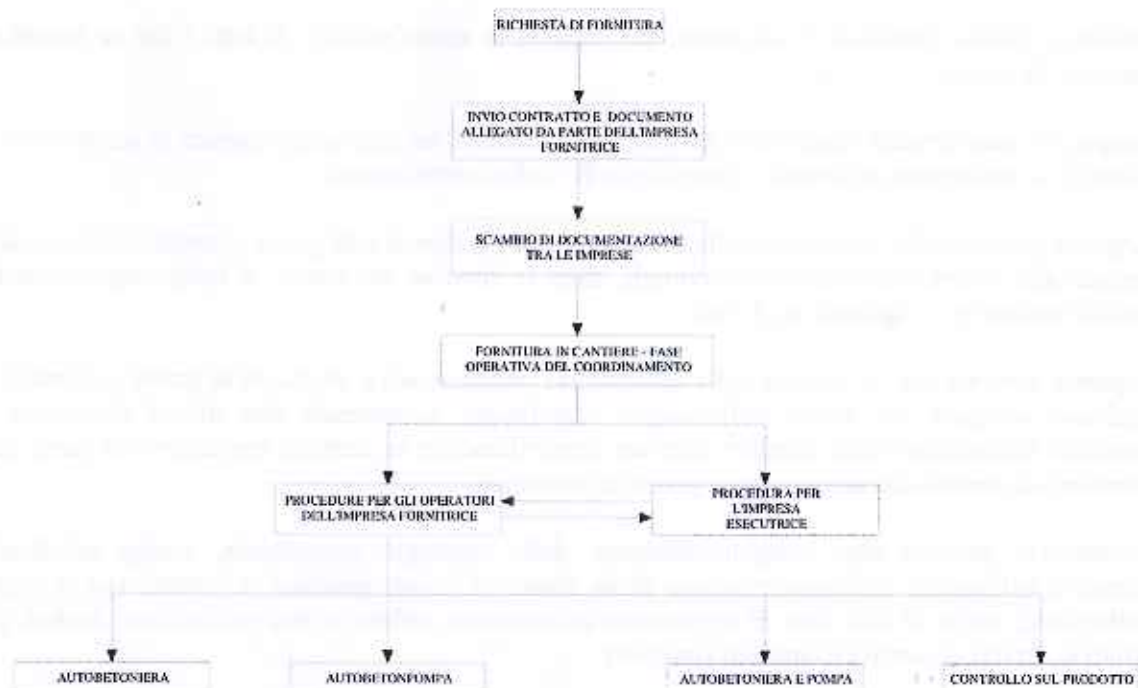 RICHIESTA DI FORNITURA
INVIO CONTRATTO E DOCUMENTO
ALLEGATO DA PARTE DELL'IMPRESA
FORNITRICE
SCAMBIO DI DOCUMENTAZIONE
TRA LE IMPRESE
FORNITURA IN CANTIERE - FASE
OPERATIVA DEL COORDINAMENTO
PROCEDURE PER GLI OPERATORI
DELL'IMPRESA FORNITRICE
PROCEDURA PER
L'IMPRESA
ESECUTRICE
AUTOBETONIERA
AUTOBETONPOMPA
AUTOBETONIERA E POMPA
CONTROLLO SUL PRODOTTO